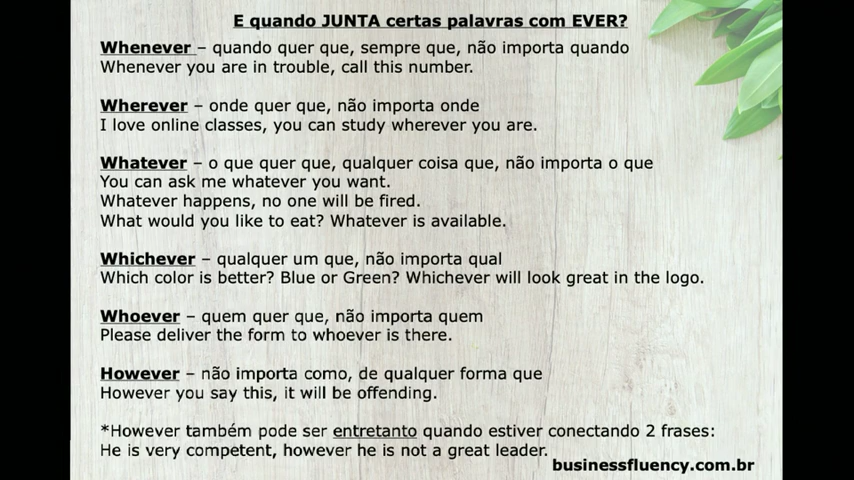 E quando JUNTA certas palavras com EVER?
Whenever – quando quer que, sempre que, não importa quando
Whenever you are in trouble, call this number.
Wherever – onde quer que, não importa onde
I love online classes, you can study wherever you are.
Whatever – o que quer que, qualquer coisa que, não importa o que
You can ask me whatever you want.
Whatever happens, no one will be fired.
What would you like to eat? Whatever is available.
Whichever – qualquer um que, não importa qual
Which color is better? Blue or Green? Whichever will look great in the logo.
Whoever – quem quer que, não importa quem
Please deliver the form to whoever is there.
However – não importa como, de qualquer forma que
However you say this, it will be offending.
*However também pode ser entretanto quando estiver conectando 2 frases:
He is very competent, however he is not a great leader.
businessfluency.com.br